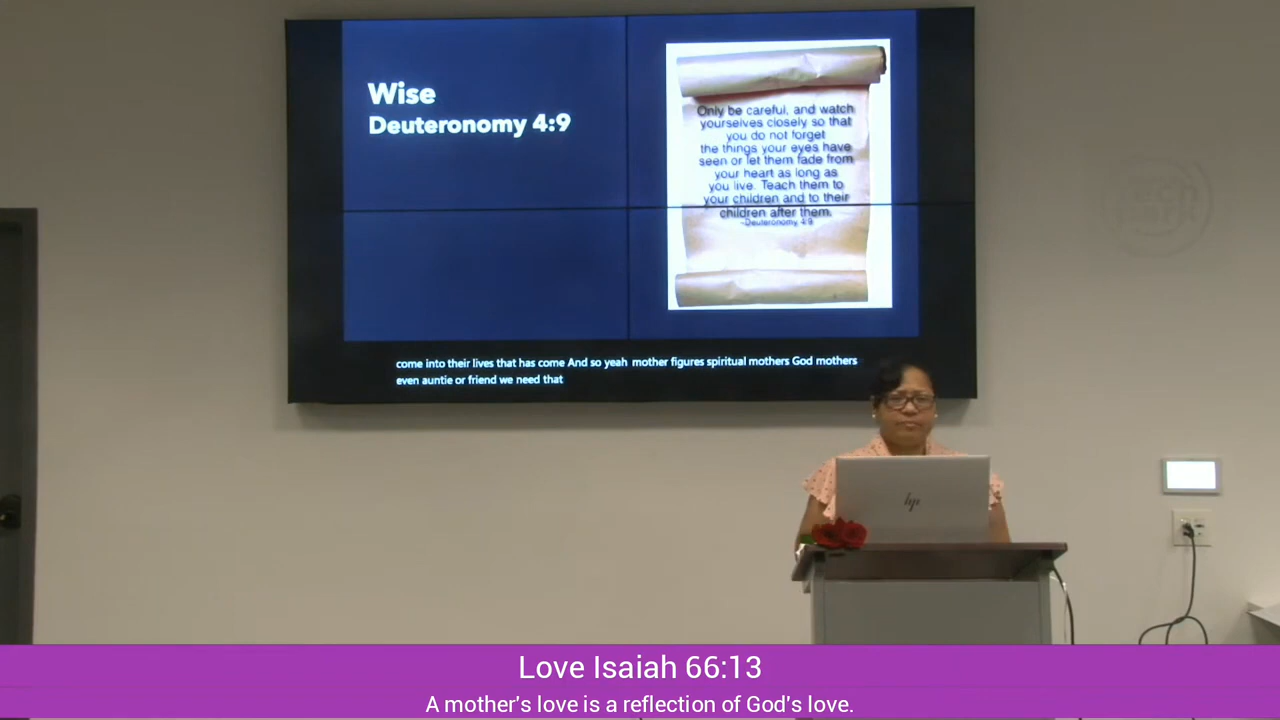 Wise
Deuteronomy 4:9
Only be careful, and watch
yourselves closely so that
you do not forget
the things your eyes have
seen or let them fade from
your heart as long as
you live. Teach them to
your children and to their
children after them.
-Deuteronomy 4:9
come into their lives that has come And so yeah mother figures spiritual mothers God mothers
even auntie or friend we need that
hp
Love Isaiah 66:13
A mother's love is a reflection of God's love.